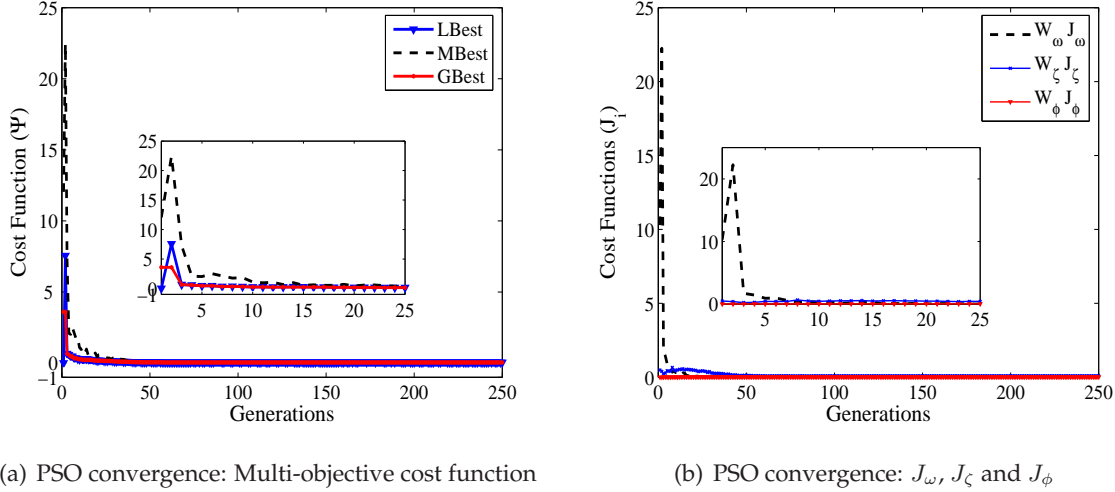 25
20
15
10
5
0
−1
0 50 100 150 200 250
Generations
Cost Function (Ψ)
LBest
MBest
GBest
25
20
15
10
5
0
−1
5 10 15 20 25
25
20
15
10
5
0
0 50 100 150 200 250
Generations
Cost Functions (J_i)
W_ω J_ω
W_ζ J_ζ
W_ϕ J_ϕ
20
10
0
5 10 15 20 25
(a) PSO convergence: Multi-objective cost function
(b) PSO convergence: J_ω, J_ζ and J_ϕ